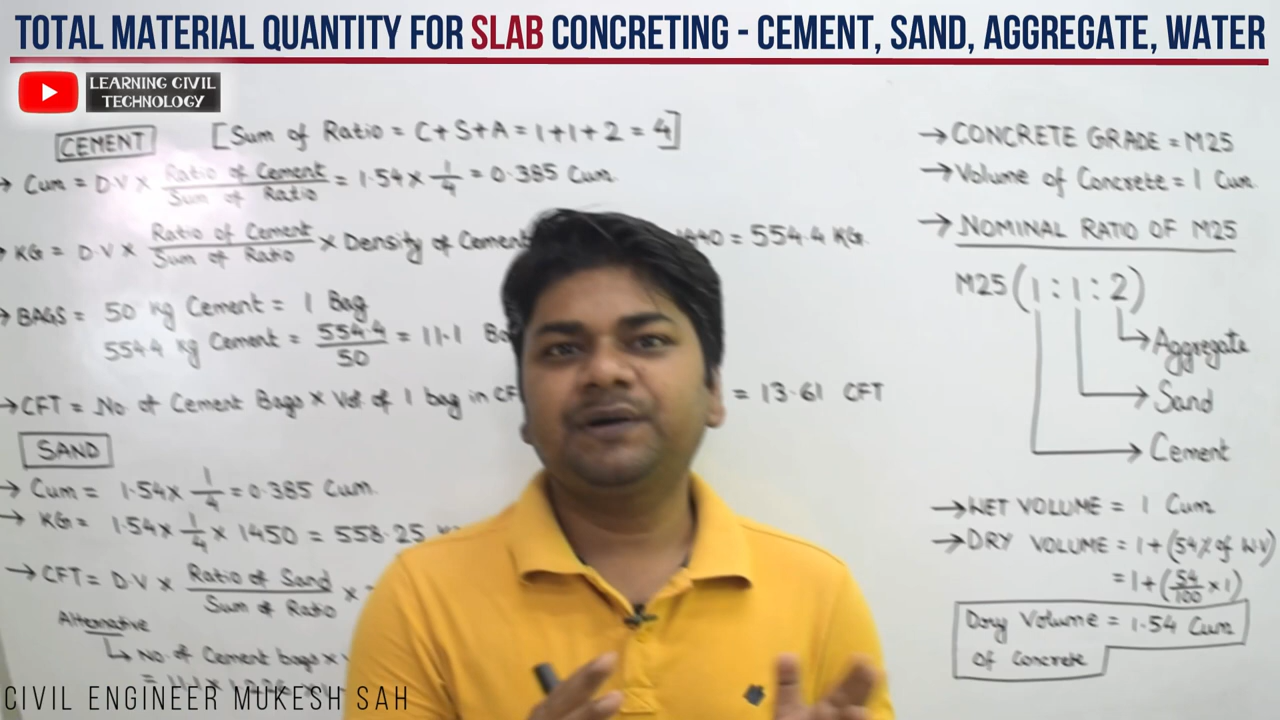 TOTAL MATERIAL QUANTITY FOR SLAB CONCRETING - CEMENT, SAND, AGGREGATE, WATER
LEARNING CIVIL
TECHNOLOGY
CEMENT [Sum of Ratio = C+S+A = 1+1+2 = 4]
→ Cum = D.V × Ratio of Cement / Sum of Ratio = 1.54 × 1/4 = 0.385 Cum
→ KG = D.V × Ratio of Cement / Sum of Ratio × Density of Cement 1440 = 554.4 KG.
→ BAGS = 50 kg Cement = 1 Bag
554.4 kg Cement = 554.4 / 50 = 11.1
→ CFT = No. of Cement Bags × Vol. of 1 bag in = 13.61 CFT
SAND
→ Cum = 1.54 × 1/4 = 0.385 Cum.
→ KG = 1.54 × 1/4 × 1450 = 558.25
→ CFT = D.V × Ratio of Sand / Sum of Ratio ×
Alternative
↳ No. of Cement bags ×
= 11.1 ×
→ CONCRETE GRADE = M25
→ Volume of Concrete = 1 Cum.
→ NOMINAL RATIO OF M25
M25 (1 : 1 : 2)
→ Aggregate
→ Sand
→ Cement
→ WET VOLUME = 1 Cum
→ DRY VOLUME = 1 + (54% of W.V)
= 1 + (54/100 × 1)
Dry Volume = 1.54 Cum
Of Concrete
CIVIL ENGINEER MUKESH SAH